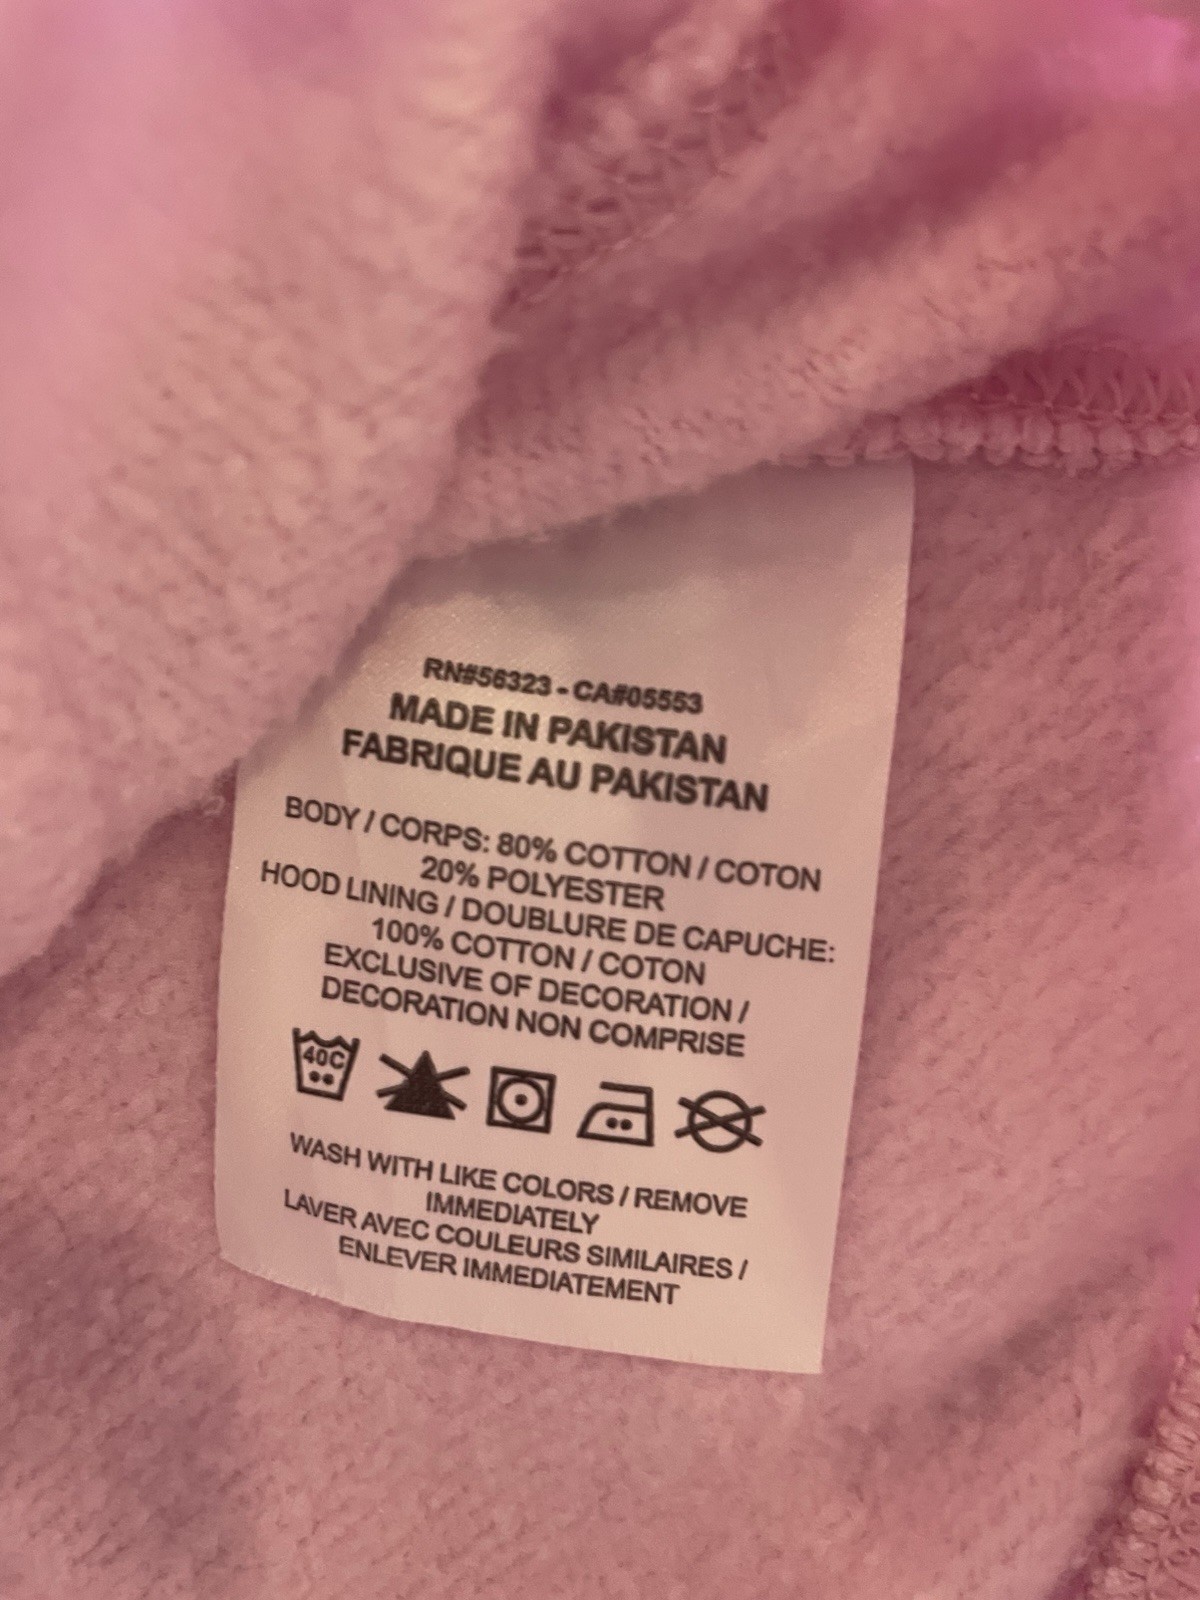 RN#56323 - CA#05553
MADE IN PAKISTAN
FABRIQUE AU PAKISTAN
BODY / CORPS: 80% COTTON / COTON
20% POLYESTER
HOOD LINING / DOUBLURE DE CAPUCHE:
100% COTTON / COTON
EXCLUSIVE OF DECORATION /
DECORATION NON COMPRISE
40C
WASH WITH LIKE COLORS / REMOVE
IMMEDIATELY
LAVER AVEC COULEURS SIMILAIRES /
ENLEVER IMMEDIATEMENT